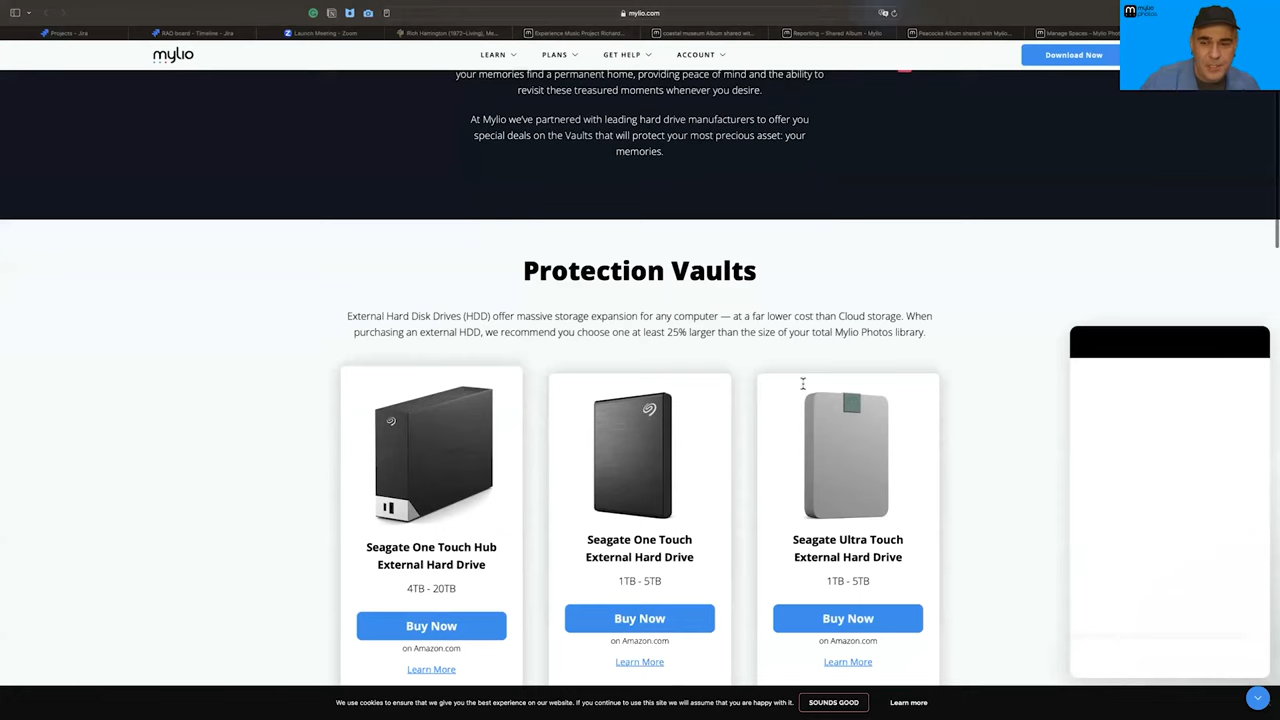 mylio.com
Projects - Jira
RAD board - Timeline - Jira
Launch Meeting - Zoom
Rich Harrington (1972–Living), Me...
Experience Music Project Richard...
coastal museum Album shared wit...
Reporting – Shared Album - Mylio
Peacocks Album shared with Mylio...
Manage Spaces - Mylio Ph
mylio photos
mylio
LEARN
PLANS
GET HELP
ACCOUNT
Download Now
your memories find a permanent home, providing peace of mind and the ability to
revisit these treasured moments whenever you desire.
At Mylio we've partnered with leading hard drive manufacturers to offer you
special deals on the Vaults that will protect your most precious asset: your
memories.
Protection Vaults
External Hard Disk Drives (HDD) offer massive storage expansion for any computer — at a far lower cost than Cloud storage. When
purchasing an external HDD, we recommend you choose one at least 25% larger than the size of your total Mylio Photos library.
Seagate One Touch Hub
External Hard Drive
4TB - 20TB
Buy Now
on Amazon.com
Learn More
Seagate One Touch
External Hard Drive
1TB - 5TB
Buy Now
on Amazon.com
Learn More
Seagate Ultra Touch
External Hard Drive
1TB - 5TB
Buy Now
on Amazon.com
Learn More
We use cookies to ensure that we give you the best experience on our website. If you continue to use this site we will assume that you are happy with it.
SOUNDS GOOD
Learn more